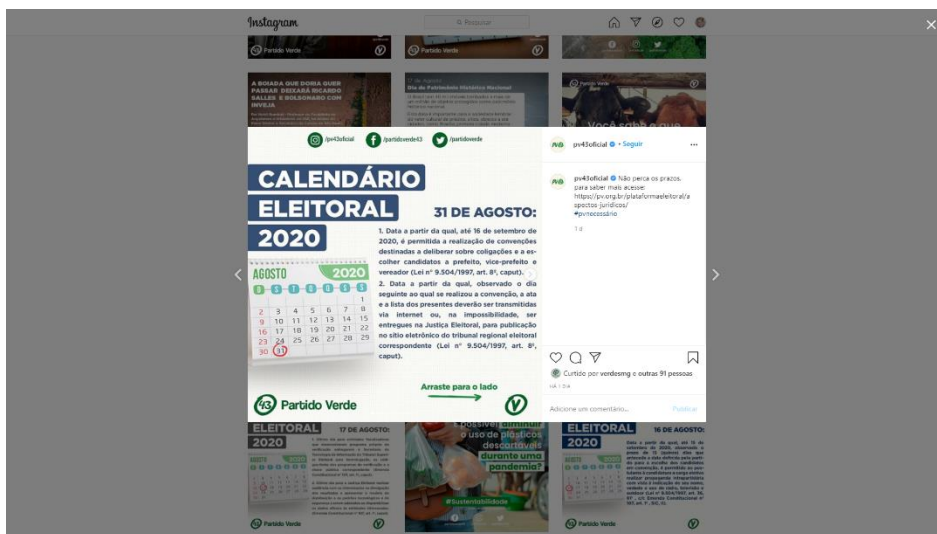 Instagram
Pesquisar
Partido Verde
Partido Verde
A BOIADA QUE DORIA QUER
PASSAR DEIXARÁ RICARDO
SALLES E BOLSONARO COM
INVEJA
17 de Agosto
Dia do Patrimônio Histórico Nacional
Você sabia que
/pv43oficial
/partidoverde43
/partidoverde
CALENDÁRIO
ELEITORAL
2020
31 DE AGOSTO:
1. Data a partir da qual, até 16 de setembro de
2020, é permitida a realização de convenções
destinadas a deliberar sobre coligações e a es-
colher candidatos a prefeito, vice-prefeito e
vereador (Lei nº 9.504/1997, art. 8º, caput).
2. Data a partir da qual, observado o dia
seguinte ao qual se realizou a convenção, a ata
e a lista dos presentes deverão ser transmitidas
via internet ou, na impossibilidade, ser
entregues na Justiça Eleitoral, para publicação
no sítio eletrônico do tribunal regional eleitoral
correspondente (Lei nº 9.504/1997, art. 8º,
caput).
AGOSTO 2020
D S T Q Q S S
1
2 3 4 5 6 7 8
9 10 11 12 13 14 15
16 17 18 19 20 21 22
23 24 25 26 27 28 29
30 31
Arraste para o lado
43 Partido Verde
pv43oficial • Seguir
pv43oficial Não perca os prazos,
para saber mais acesse:
https://pv.org.br/plataformaeleitoral/a
spectos-juridicos/
#pvnecessário
1 d
Curtido por verdesmg e outras 91 pessoas
HÁ 1 DIA
Adicione um comentário...
Publicar
ELEITORAL
2020
17 DE AGOSTO:
Partido Verde
é possível diminuir
o uso de plásticos
descartáveis
durante uma
pandemia?
#Sustentabilidade
ELEITORAL
2020
16 DE AGOSTO:
Partido Verde